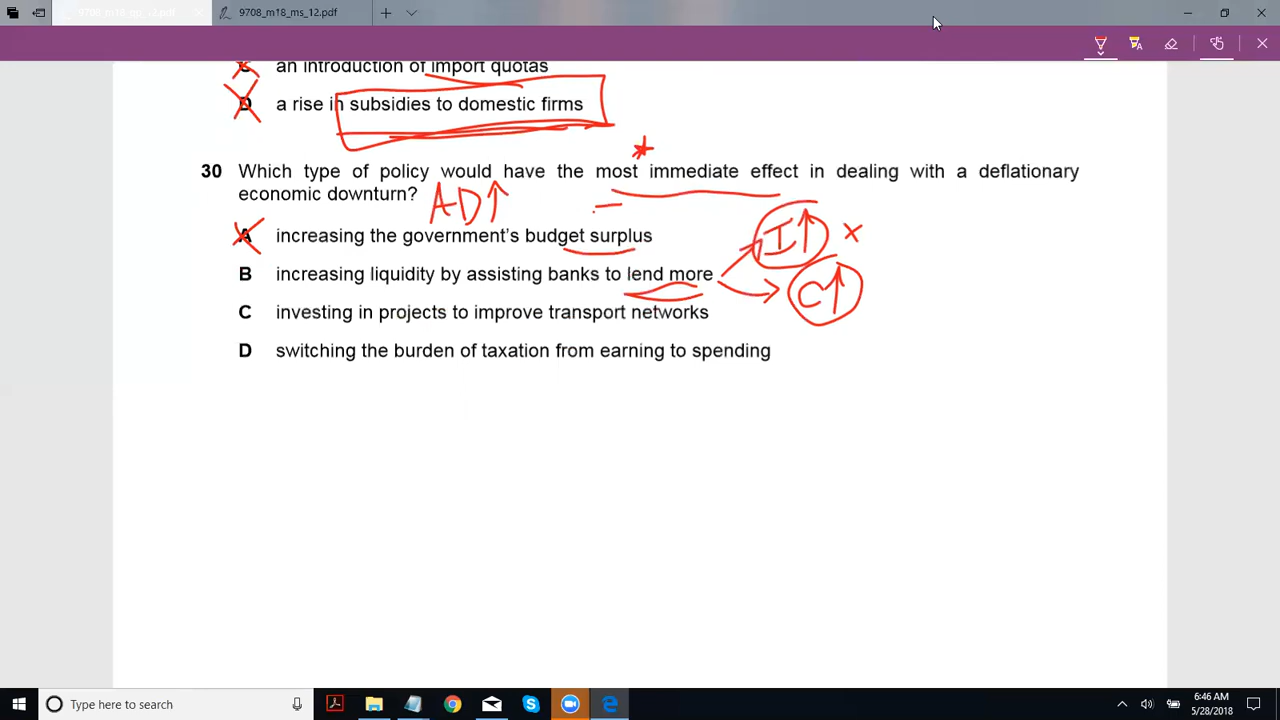 9708_m18_qp_12.pdf
9708_m18_ms_12.pdf
C an introduction of import quotas
D a rise in subsidies to domestic firms
30 Which type of policy would have the most immediate effect in dealing with a deflationary
economic downturn? AD↑
A increasing the government's budget surplus
I↑ ×
B increasing liquidity by assisting banks to lend more
C↑
C investing in projects to improve transport networks
D switching the burden of taxation from earning to spending
Type here to search
6:46 AM
5/28/2018